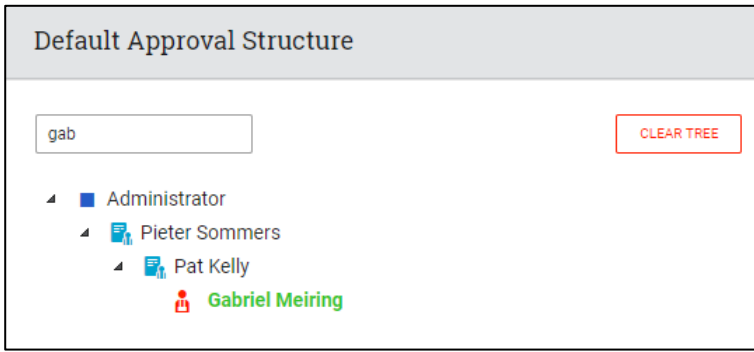 Default Approval Structure
gab
CLEAR TREE
Administrator
Pieter Sommers
Pat Kelly
Gabriel Meiring